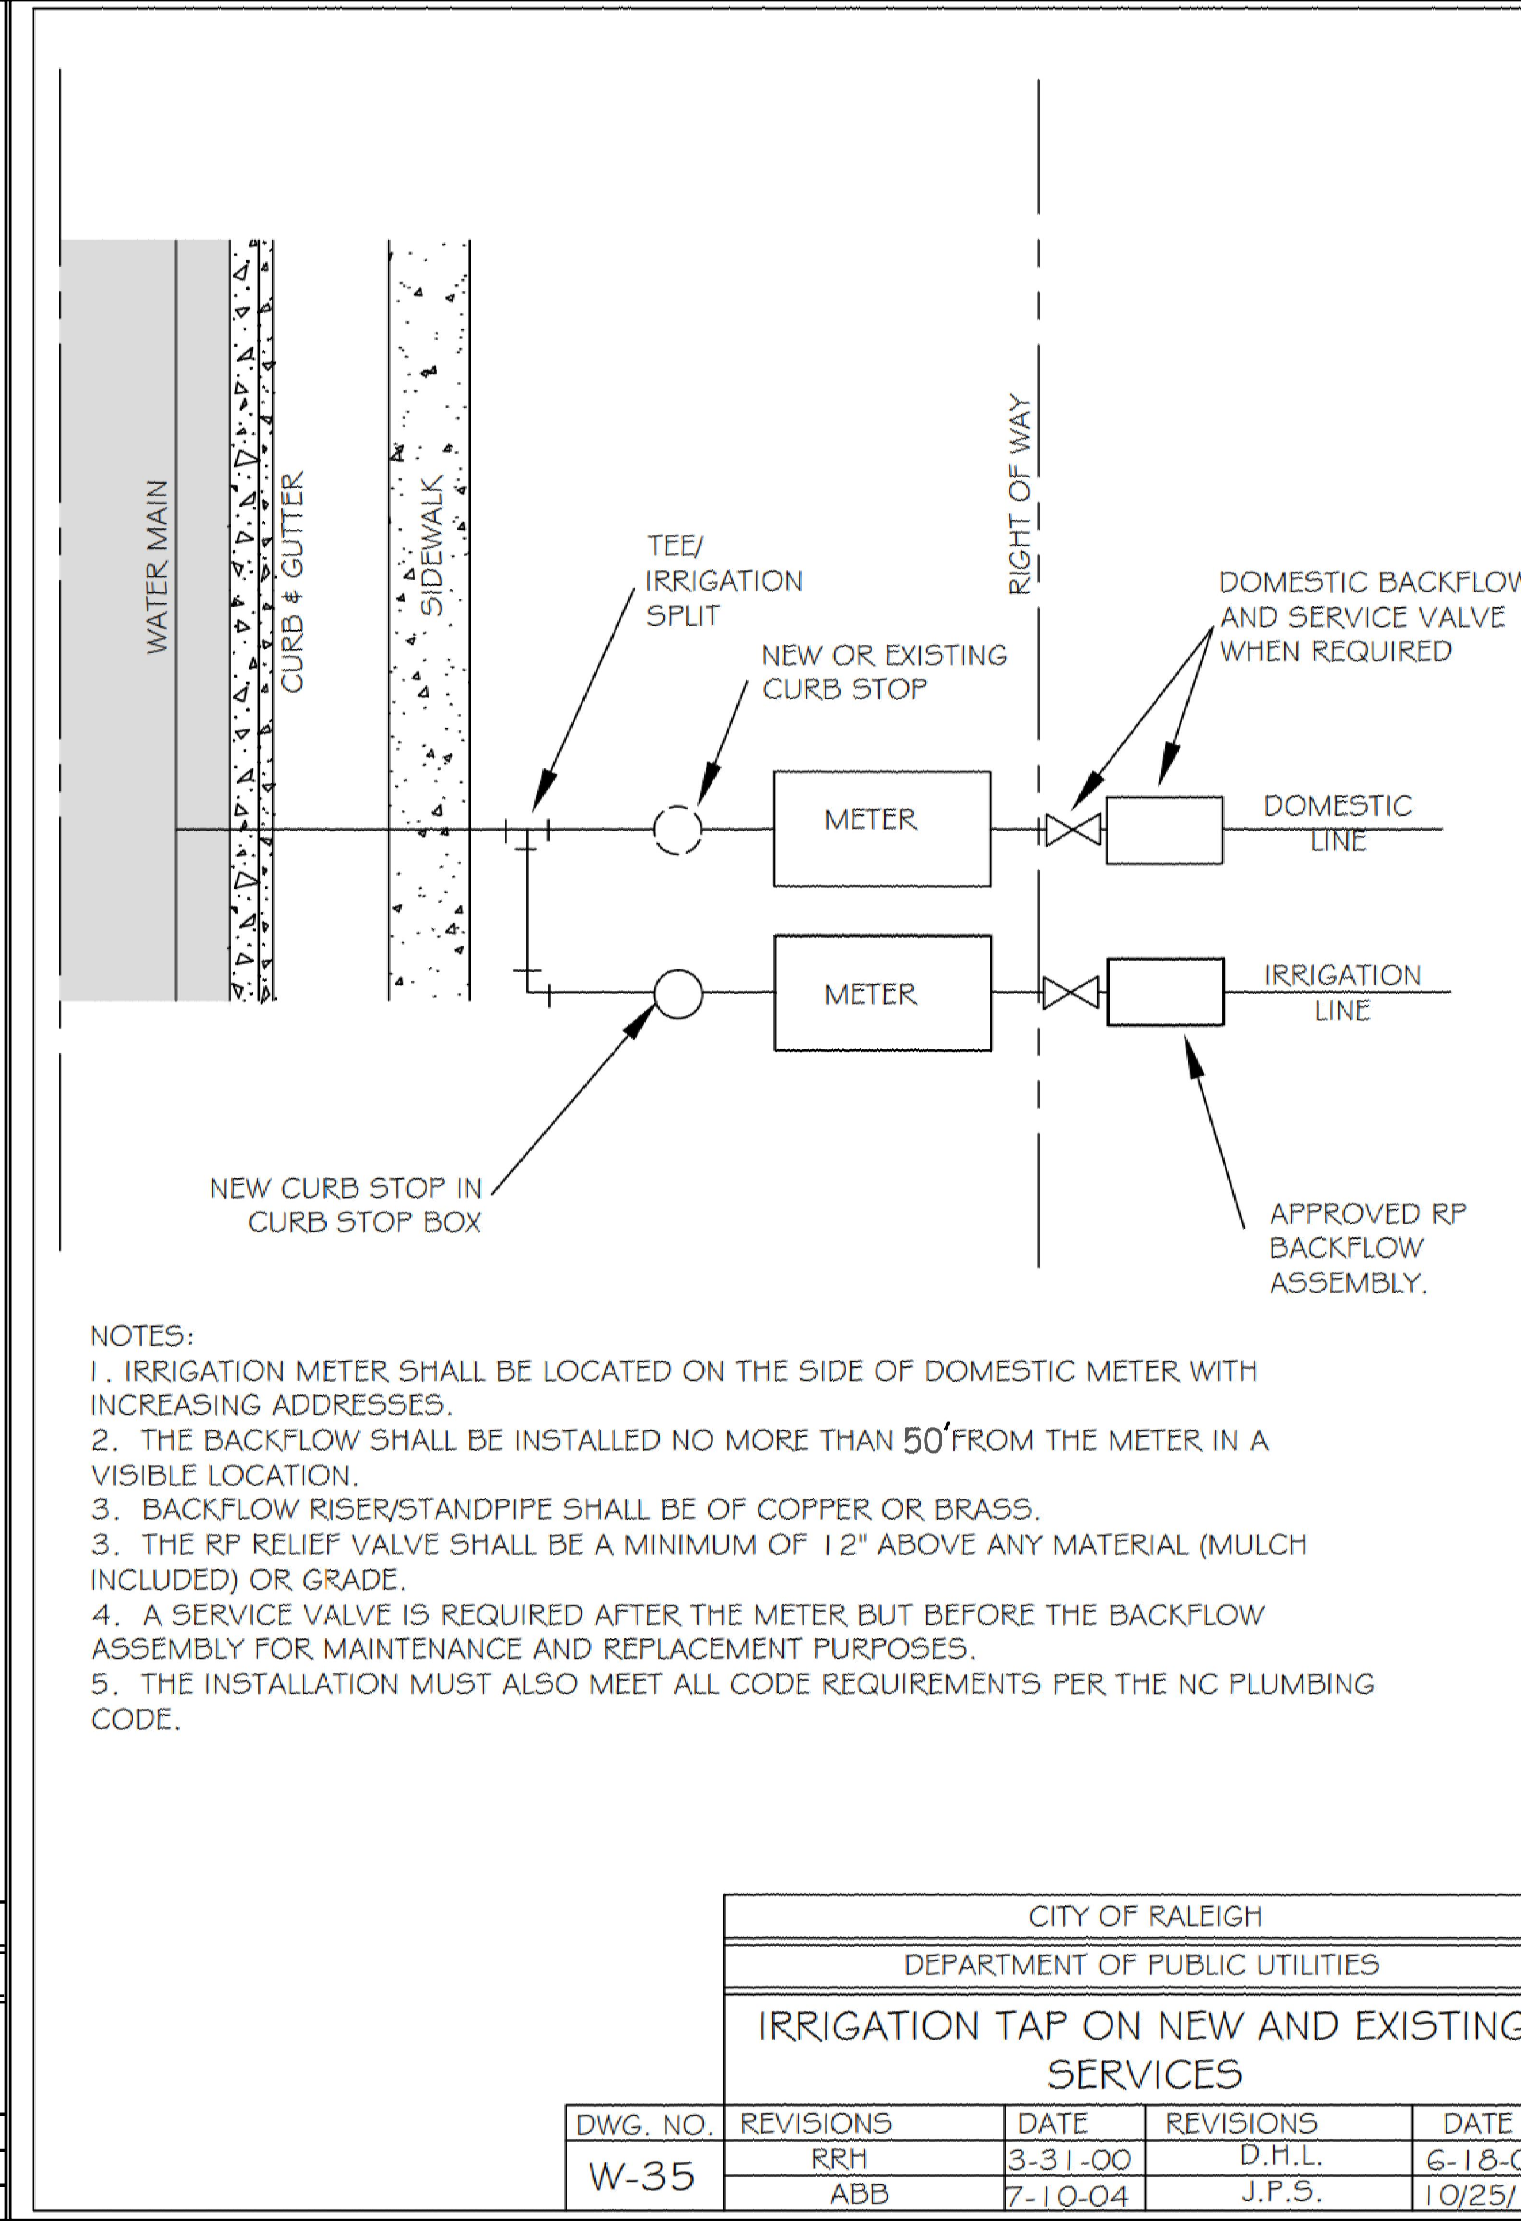 WATER MAIN
CURB & GUTTER
SIDEWALK
RIGHT OF WAY
TEE/
IRRIGATION
SPLIT
NEW OR EXISTING
CURB STOP
DOMESTIC BACKFLOW
AND SERVICE VALVE
WHEN REQUIRED
METER
DOMESTIC
LINE
METER
IRRIGATION
LINE
NEW CURB STOP IN
CURB STOP BOX
APPROVED RP
BACKFLOW
ASSEMBLY.
NOTES:
1. IRRIGATION METER SHALL BE LOCATED ON THE SIDE OF DOMESTIC METER WITH
INCREASING ADDRESSES.
2. THE BACKFLOW SHALL BE INSTALLED NO MORE THAN 50' FROM THE METER IN A
VISIBLE LOCATION.
3. BACKFLOW RISER/STANDPIPE SHALL BE OF COPPER OR BRASS.
3. THE RP RELIEF VALVE SHALL BE A MINIMUM OF 12" ABOVE ANY MATERIAL (MULCH
INCLUDED) OR GRADE.
4. A SERVICE VALVE IS REQUIRED AFTER THE METER BUT BEFORE THE BACKFLOW
ASSEMBLY FOR MAINTENANCE AND REPLACEMENT PURPOSES.
5. THE INSTALLATION MUST ALSO MEET ALL CODE REQUIREMENTS PER THE NC PLUMBING
CODE.
CITY OF RALEIGH
DEPARTMENT OF PUBLIC UTILITIES
IRRIGATION TAP ON NEW AND EXISTING
SERVICES
DWG. NO. REVISIONS DATE REVISIONS DATE
W-35
RRH 3-31-00 D.H.L. 6-18-0
ABB 7-10-04 J.P.S. 10/25/